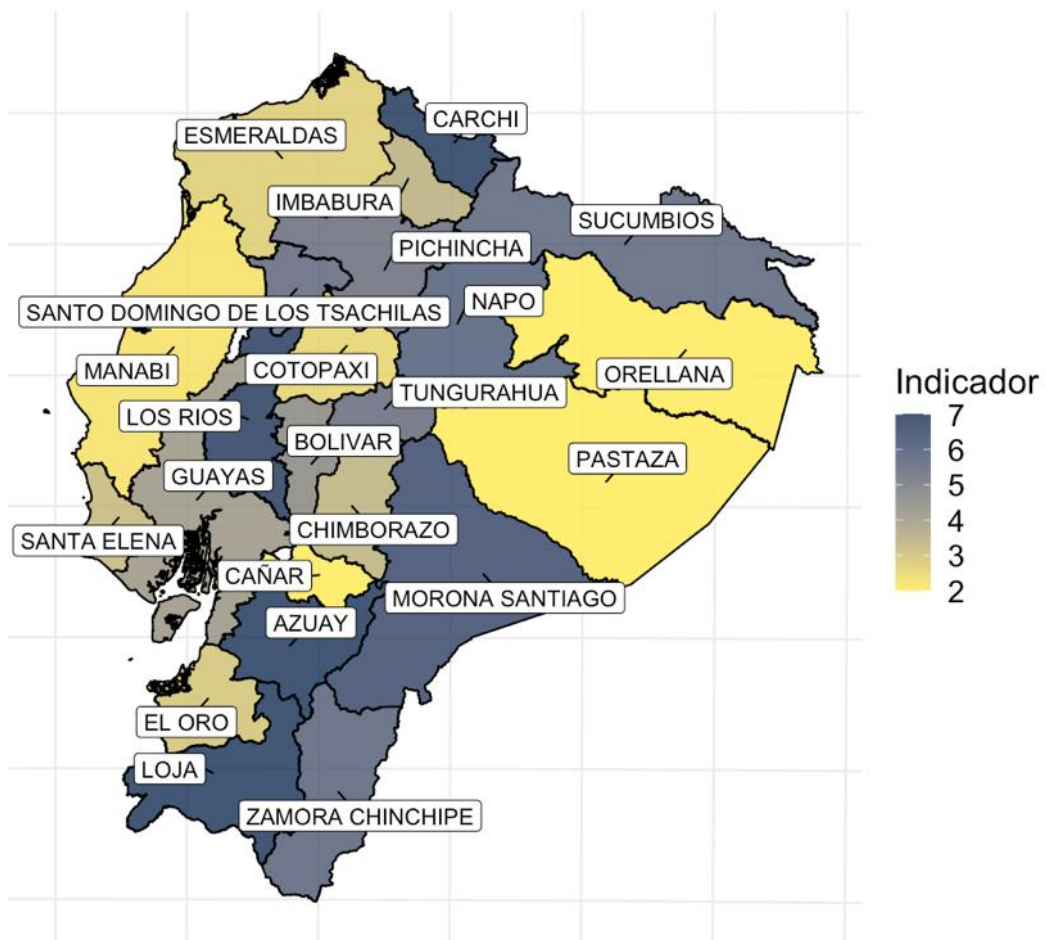 CARCHI
ESMERALDAS
IMBABURA
SUCUMBIOS
PICHINCHA
NAPO
SANTO DOMINGO DE LOS TSACHILAS
MANABI
COTOPAXI
ORELLANA
TUNGURAHUA
LOS RIOS
BOLIVAR
PASTAZA
GUAYAS
CHIMBORAZO
SANTA ELENA
CAÑAR
MORONA SANTIAGO
AZUAY
EL ORO
LOJA
ZAMORA CHINCHIPE
Indicador
7
6
5
4
3
2